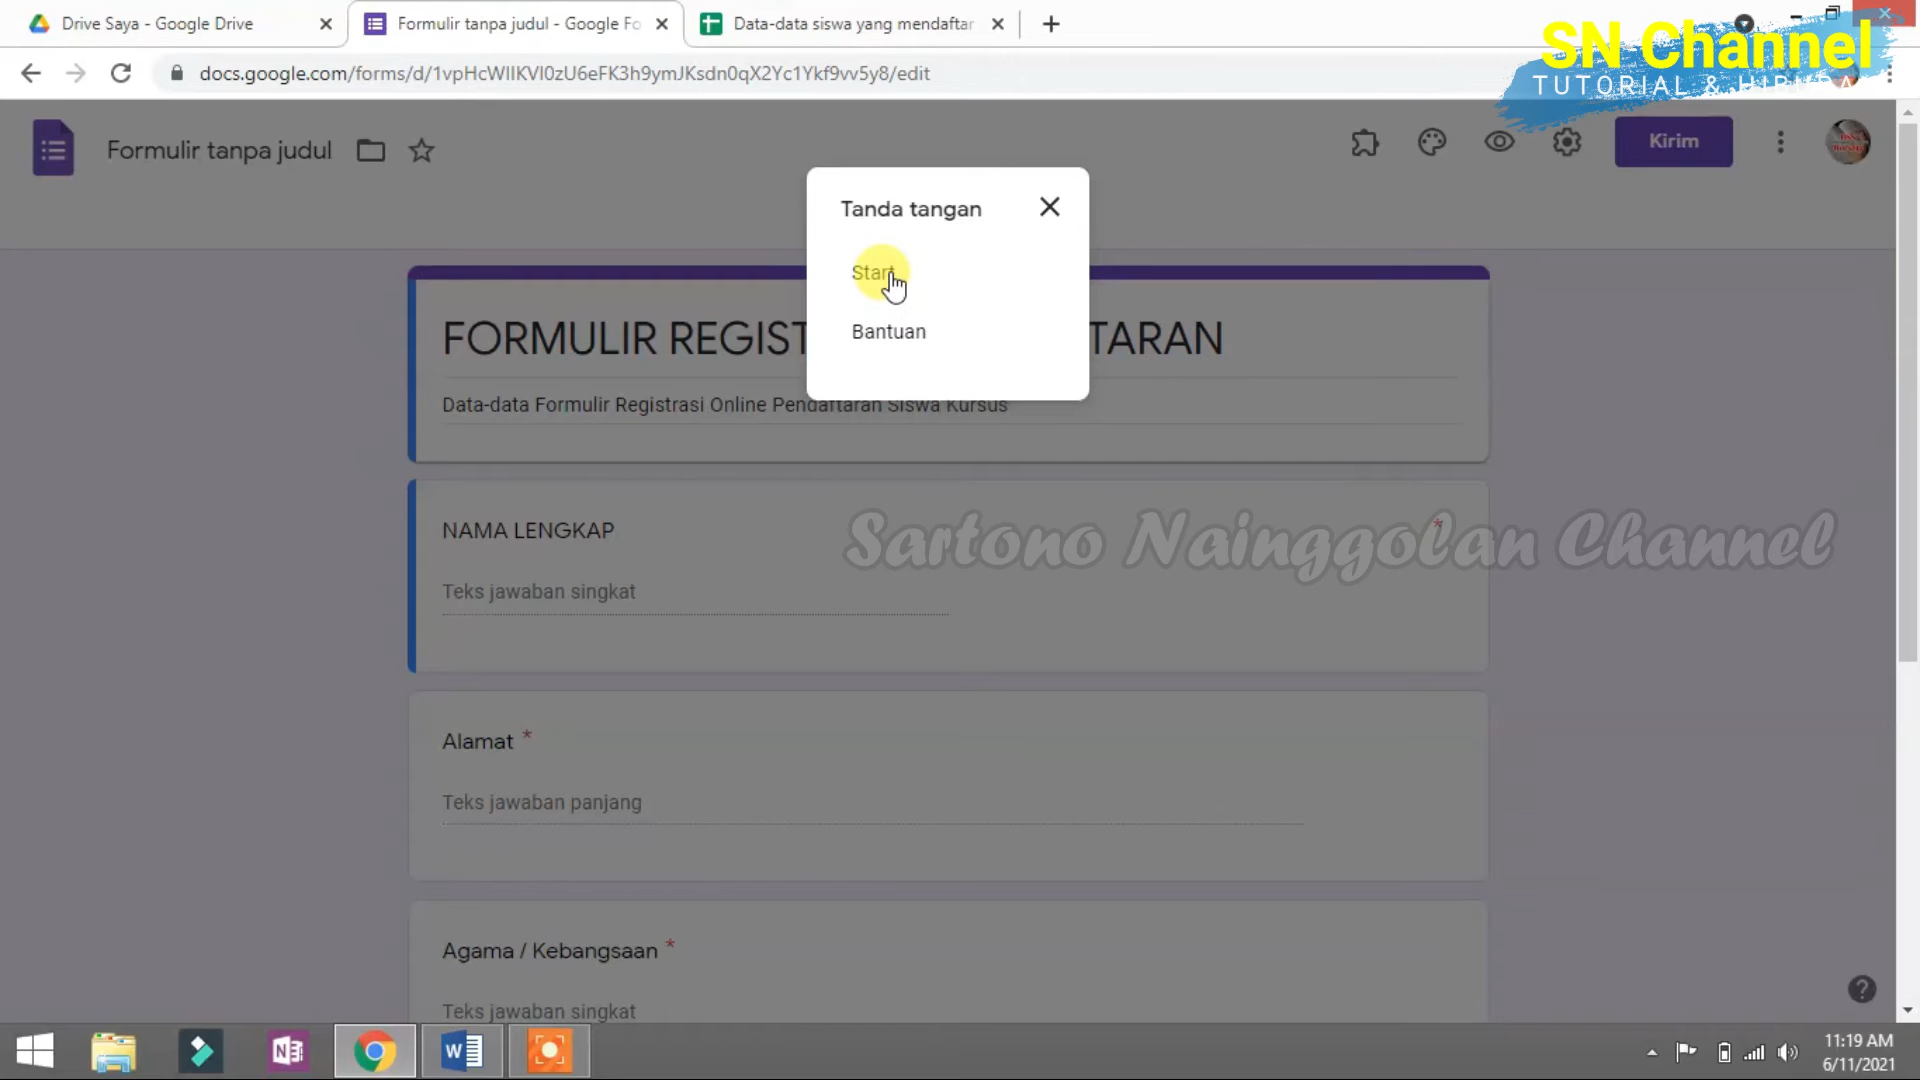 Drive Saya - Google Drive
Formulir tanpa judul - Google Fo
Data-data siswa yang mendaftar
SN Channel
TUTORIAL & HIBURA
docs.google.com/forms/d/1vpHcWIIKVI0zU6eFK3h9ymJKsdn0qX2Yc1Ykf9vv5y8/edit
Formulir tanpa judul
Kirim
Tanda tangan
Start
Bantuan
FORMULIR REGIST TARAN
Data-data Formulir Registrasi Online Pendaftaran Siswa Kursus
NAMA LENGKAP *
Sartono Nainggolan Channel
Teks jawaban singkat
Alamat *
Teks jawaban panjang
Agama / Kebangsaan *
Teks jawaban singkat
11:19 AM
6/11/2021